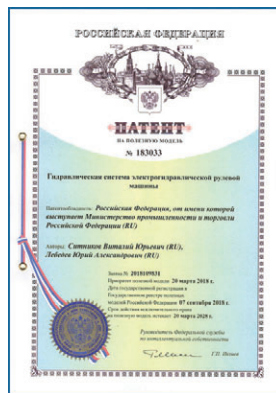 РОССИЙСКАЯ ФЕДЕРАЦИЯ
ПАТЕНТ
НА ПОЛЕЗНУЮ МОДЕЛЬ
№ 183033
Гидравлическая система электрогидравлической рулевой
машины
Патентообладатель: Российская Федерация, от имени которой
выступает Министерство промышленности и торговли
Российской Федерации (RU)
Авторы: Ситников Виталий Юрьевич (RU),
Лебедев Юрий Александрович (RU)
Заявка № 2018109831
Приоритет полезной модели 20 марта 2018 г.
Дата государственной регистрации в
Государственном реестре полезных
моделей Российской Федерации 07 сентября 2018 г.
Срок действия исключительного права
на полезную модель истекает 20 марта 2028 г.
Руководитель Федеральной службы
по интеллектуальной собственности
Г.П. Ивлиев